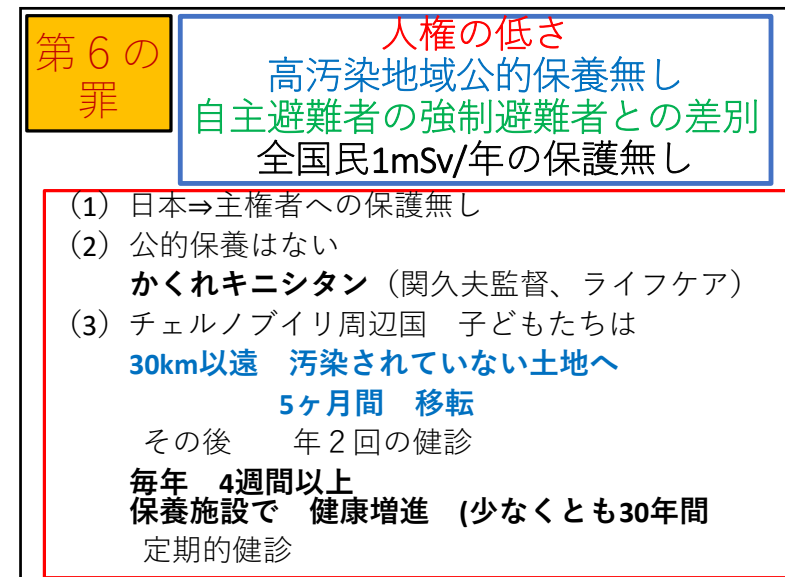 第６の
罪
人権の低さ
高汚染地域公的保養無し
自主避難者の強制避難者との差別
全国民1mSv/年の保護無し
（1）日本⇒主権者への保護無し
（2）公的保養はない
かくれキニシタン（関久夫監督、ライフケア）
（3）チェルノブイリ周辺国　子どもたちは
30km以遠　汚染されていない土地へ
5ヶ月間　移転
その後　　年２回の健診
毎年　4週間以上
保養施設で　健康増進　(少なくとも30年間
定期的健診